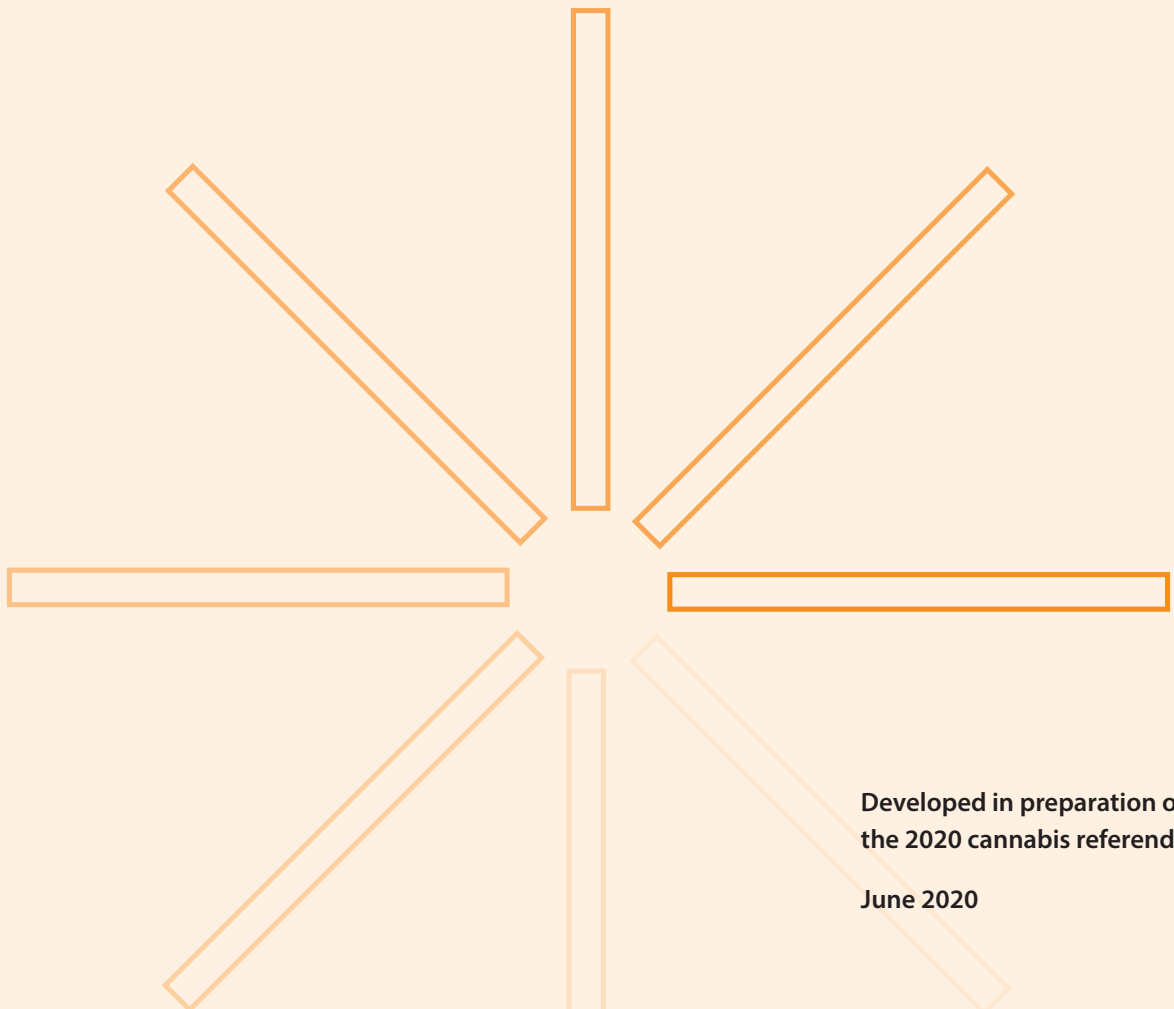 Developed in preparation o
the 2020 cannabis referend
June 2020